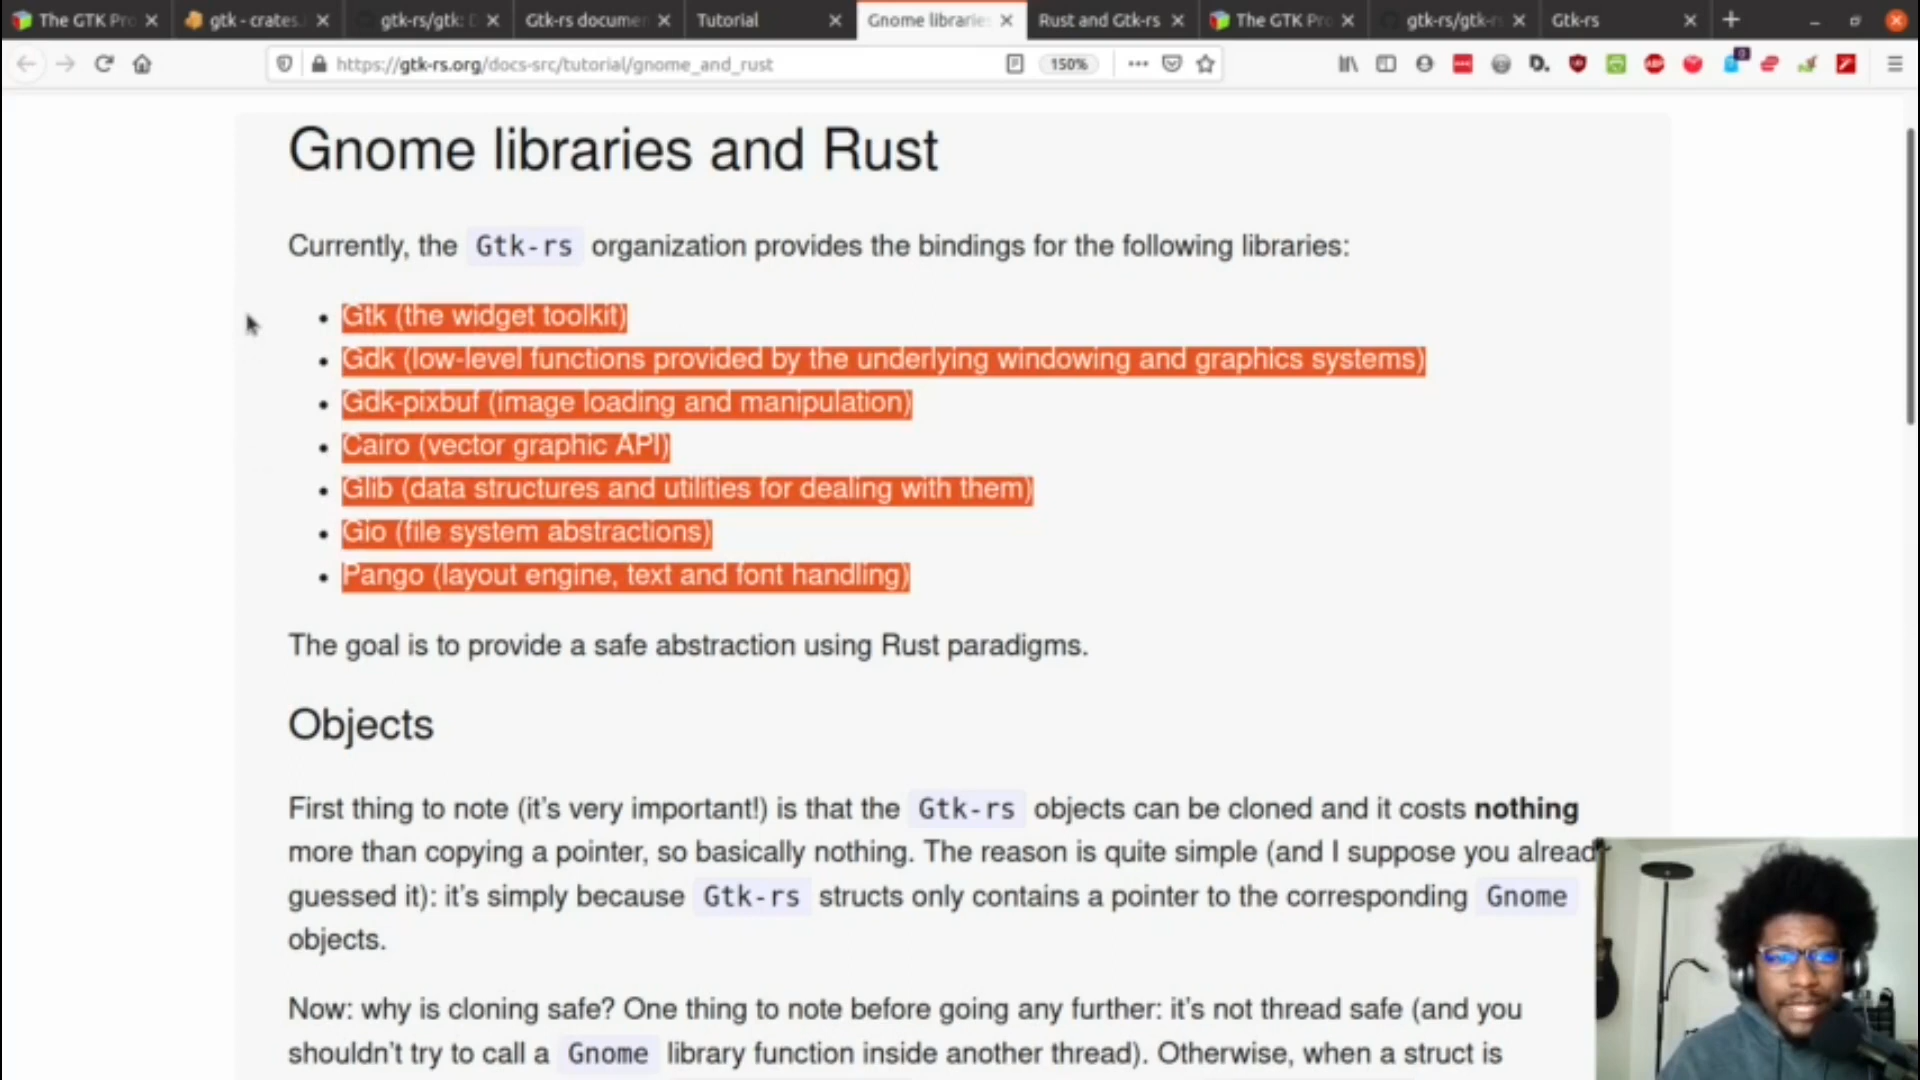 The GTK Pro
gtk - crates.
gtk-rs/gtk: D
Gtk-rs documen
Tutorial
Gnome librarie
Rust and Gtk-rs
The GTK Pro
gtk-rs/gtk-rs
Gtk-rs
https://gtk-rs.org/docs-src/tutorial/gnome_and_rust
150%
D.
ABP
Gnome libraries and Rust
Currently, the Gtk-rs organization provides the bindings for the following libraries:
• Gtk (the widget toolkit)
• Gdk (low-level functions provided by the underlying windowing and graphics systems)
• Gdk-pixbuf (image loading and manipulation)
• Cairo (vector graphic API)
• Glib (data structures and utilities for dealing with them)
• Gio (file system abstractions)
• Pango (layout engine, text and font handling)
The goal is to provide a safe abstraction using Rust paradigms.
Objects
First thing to note (it's very important!) is that the Gtk-rs objects can be cloned and it costs nothing
more than copying a pointer, so basically nothing. The reason is quite simple (and I suppose you alread
guessed it): it's simply because Gtk-rs structs only contains a pointer to the corresponding Gnome
objects.
Now: why is cloning safe? One thing to note before going any further: it's not thread safe (and you
shouldn't try to call a Gnome library function inside another thread). Otherwise, when a struct is